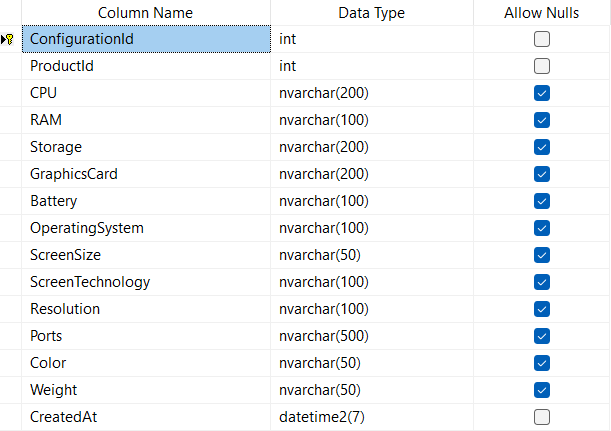 Column Name Data Type Allow Nulls
ConfigurationId int
ProductId int
CPU nvarchar(200)
RAM nvarchar(100)
Storage nvarchar(200)
GraphicsCard nvarchar(200)
Battery nvarchar(100)
OperatingSystem nvarchar(100)
ScreenSize nvarchar(50)
ScreenTechnology nvarchar(100)
Resolution nvarchar(100)
Ports nvarchar(500)
Color nvarchar(50)
Weight nvarchar(50)
CreatedAt datetime2(7)